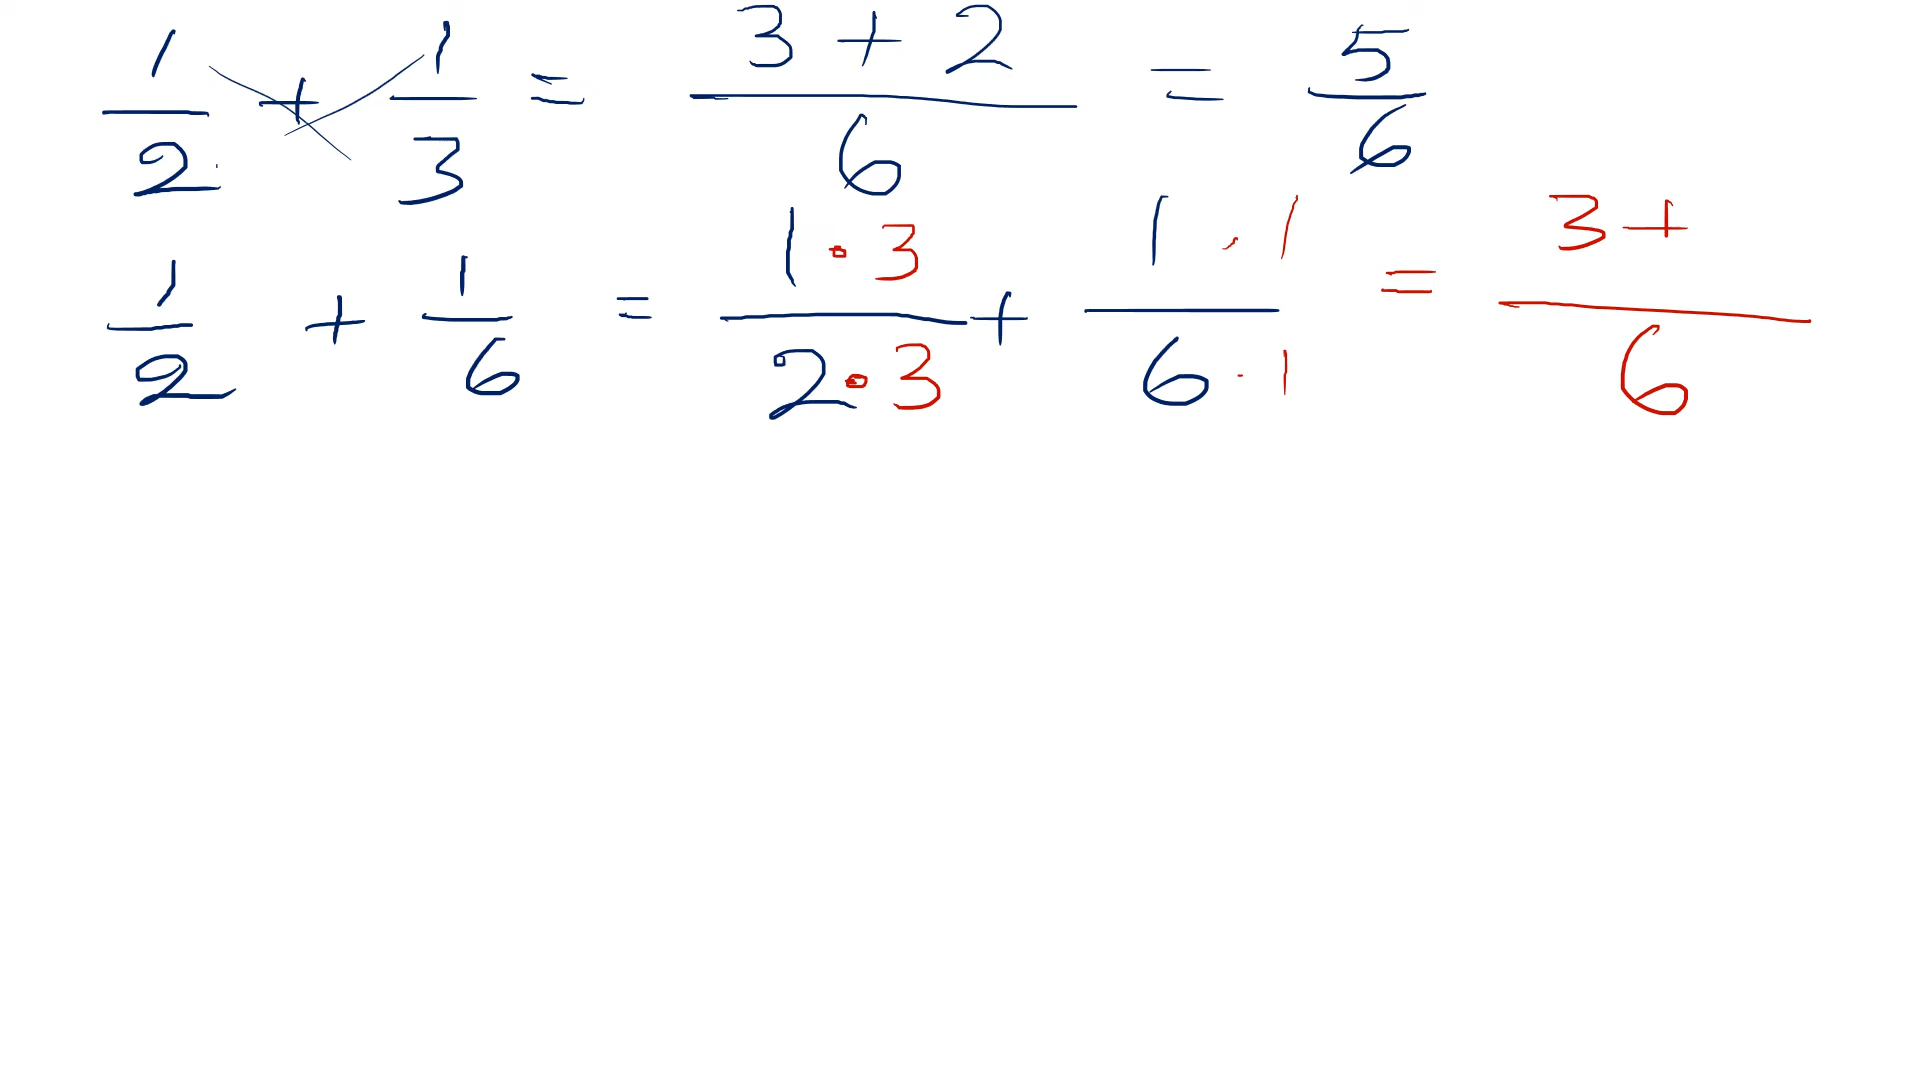 1/2 + 1/3 = (3 + 2)/6 = 5/6
1/2 + 1/6 = (1 · 3)/(2 · 3) + (1 · 1)/(6 · 1) = (3 +)/6